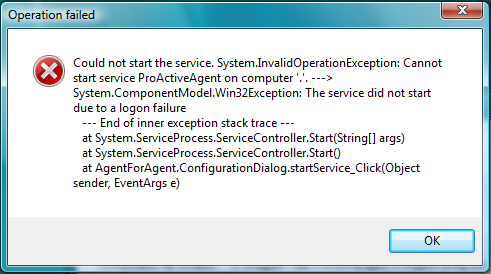 Operation failed
Could not start the service. System.InvalidOperationException: Cannot
start service ProActiveAgent on computer '.'. --->
System.ComponentModel.Win32Exception: The service did not start
due to a logon failure
--- End of inner exception stack trace ---
at System.ServiceProcess.ServiceController.Start(String[] args)
at System.ServiceProcess.ServiceController.Start()
at AgentForAgent.ConfigurationDialog.startService_Click(Object
sender, EventArgs e)
OK